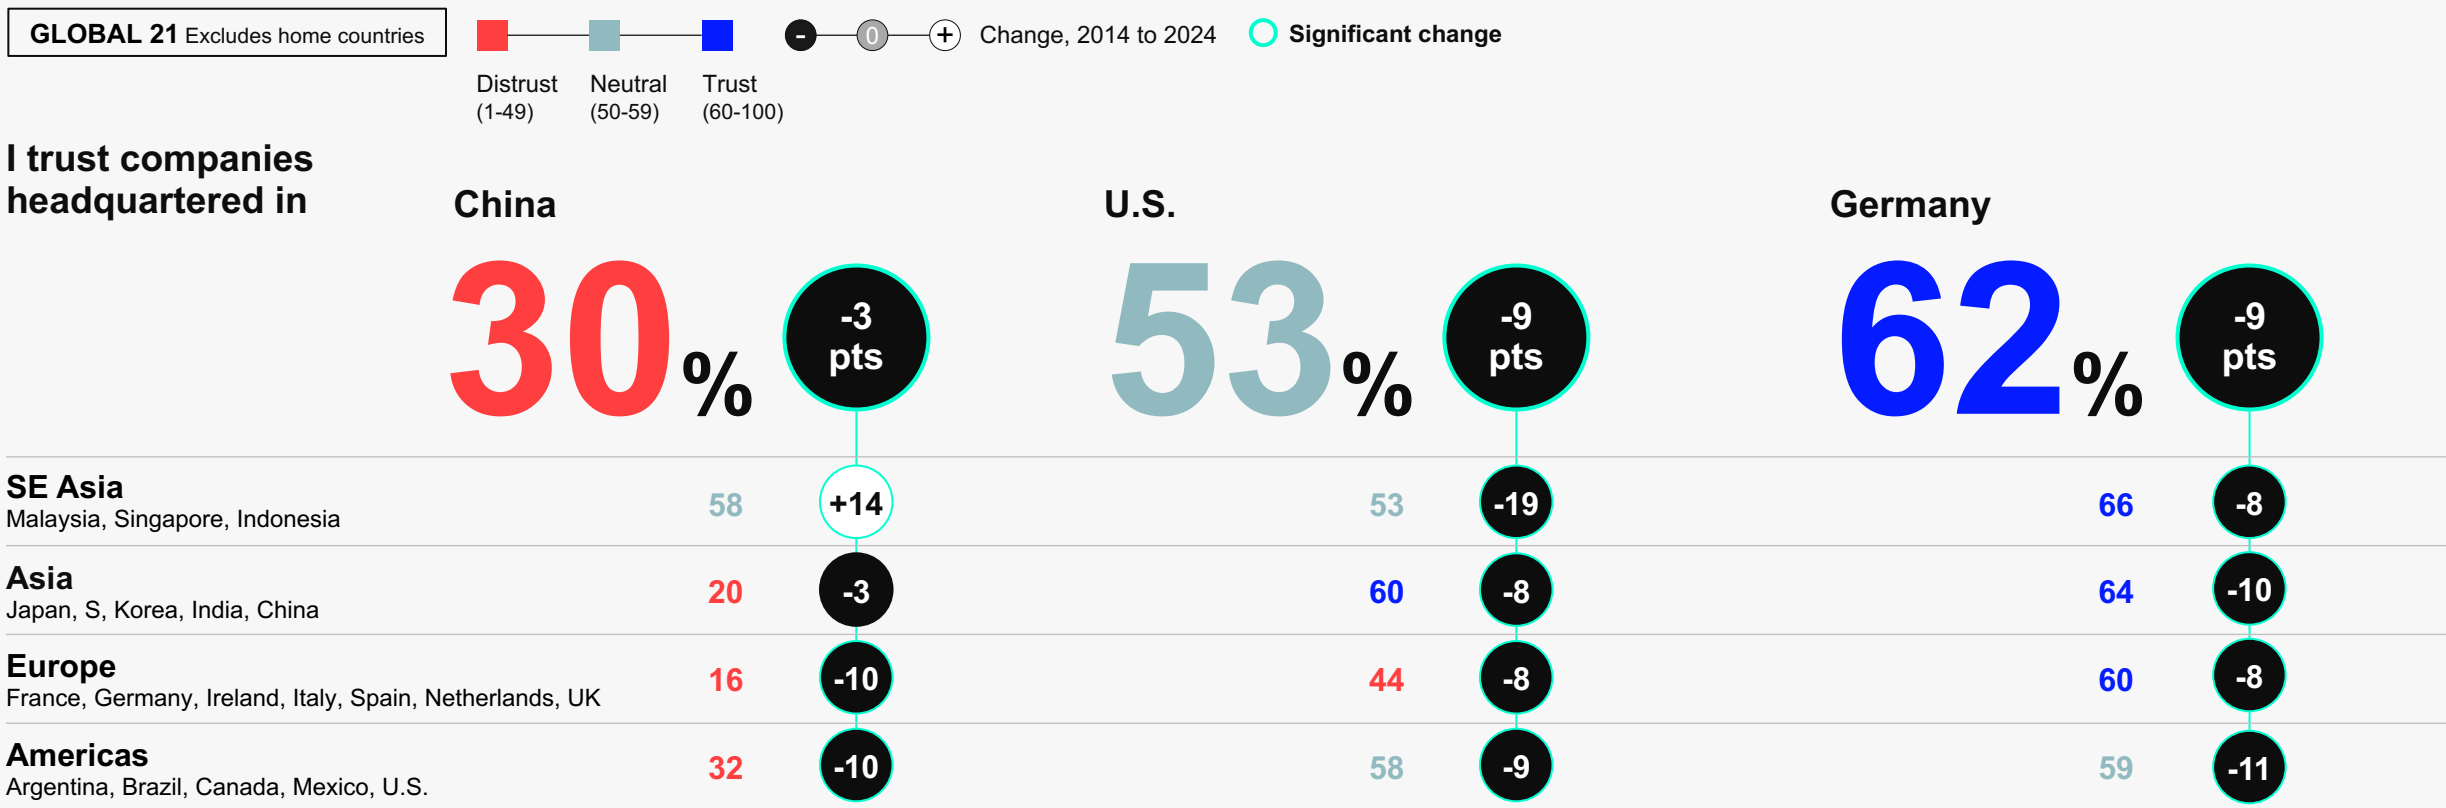 GLOBAL 21 Excludes home countries
- 0 + Change, 2014 to 2024
Significant change
Distrust Neutral Trust
(1-49) (50-59) (60-100)
I trust companies
headquartered in
China U.S. Germany
30% -3 pts 53% -9 pts 62% -9 pts
SE Asia
Malaysia, Singapore, Indonesia
58 +14 53 -19 66 -8
Asia
Japan, S, Korea, India, China
20 -3 60 -8 64 -10
Europe
France, Germany, Ireland, Italy, Spain, Netherlands, UK
16 -10 44 -8 60 -8
Americas
Argentina, Brazil, Canada, Mexico, U.S.
32 -10 58 -9 59 -11